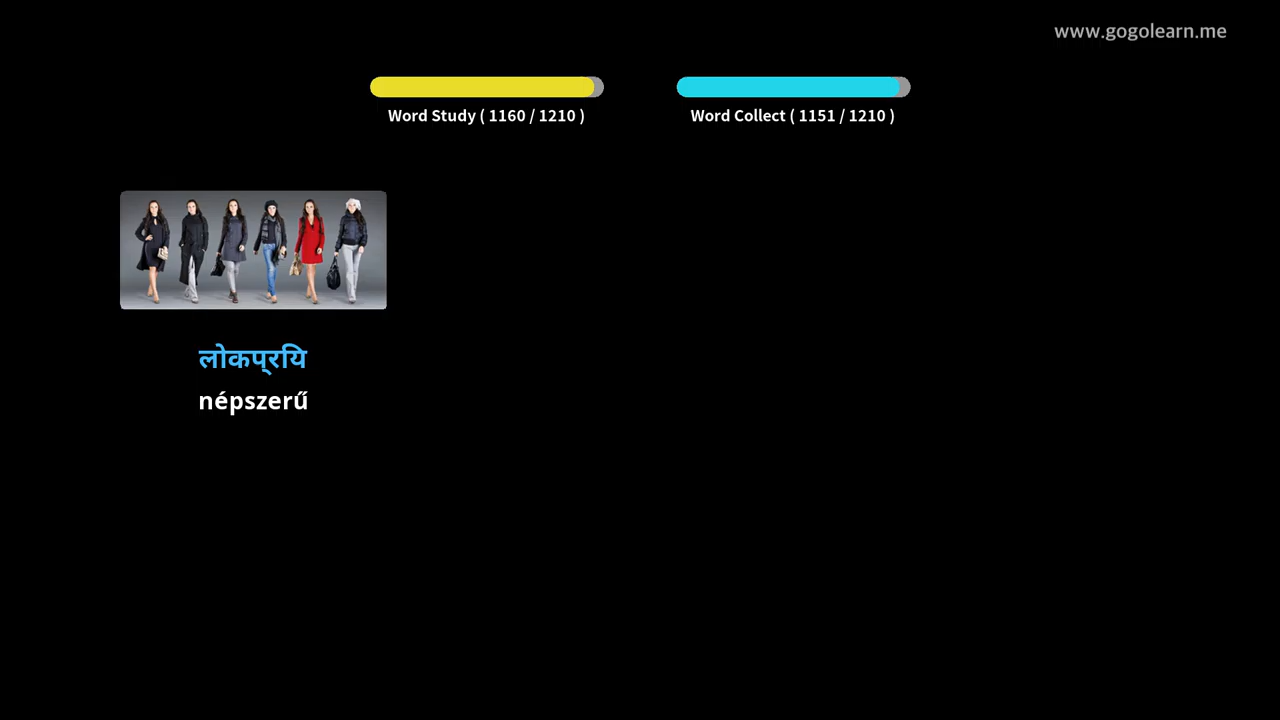 www.gogolearn.me
Word Study ( 1160 / 1210 )
Word Collect ( 1151 / 1210 )
लोकप्रिय
népszerű